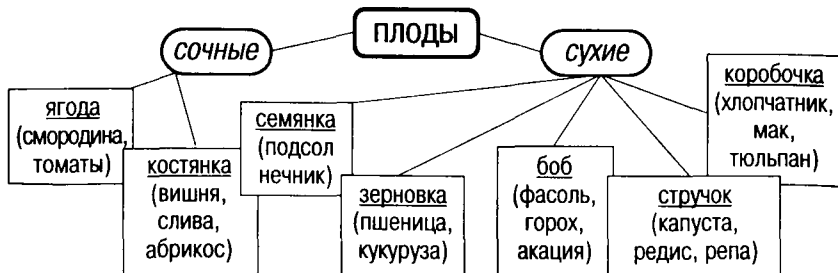 ПЛОДЫ
сочные
сухие
ягода
(смородина,
томаты)
костянка
(вишня,
слива,
абрикос)
семянка
(подсол
нечник)
зерновка
(пшеница,
кукуруза)
боб
(фасоль,
горох,
акация)
стручок
(капуста,
редис, репа)
коробочка
(хлопчатник,
мак,
тюльпан)